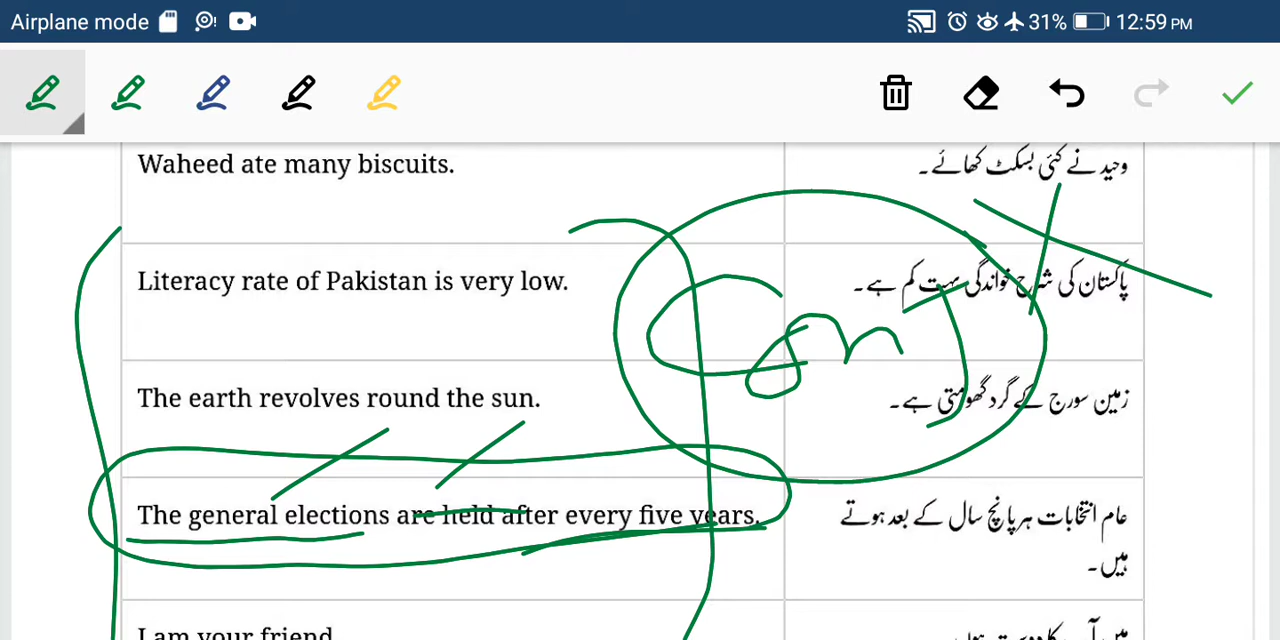 Airplane mode 31% 12:59 PM
Waheed ate many biscuits. وحید نے کئی بسکٹ کھائے۔
Literacy rate of Pakistan is very low. پاکستان کی شرح خواندگی بہت کم ہے۔
Conj
The earth revolves round the sun. زمین سورج کے گرد گھومتی ہے۔
The general elections are held after every five years. عام انتخابات ہر پانچ سال کے بعد ہوتے
ہیں۔
I am your friend.